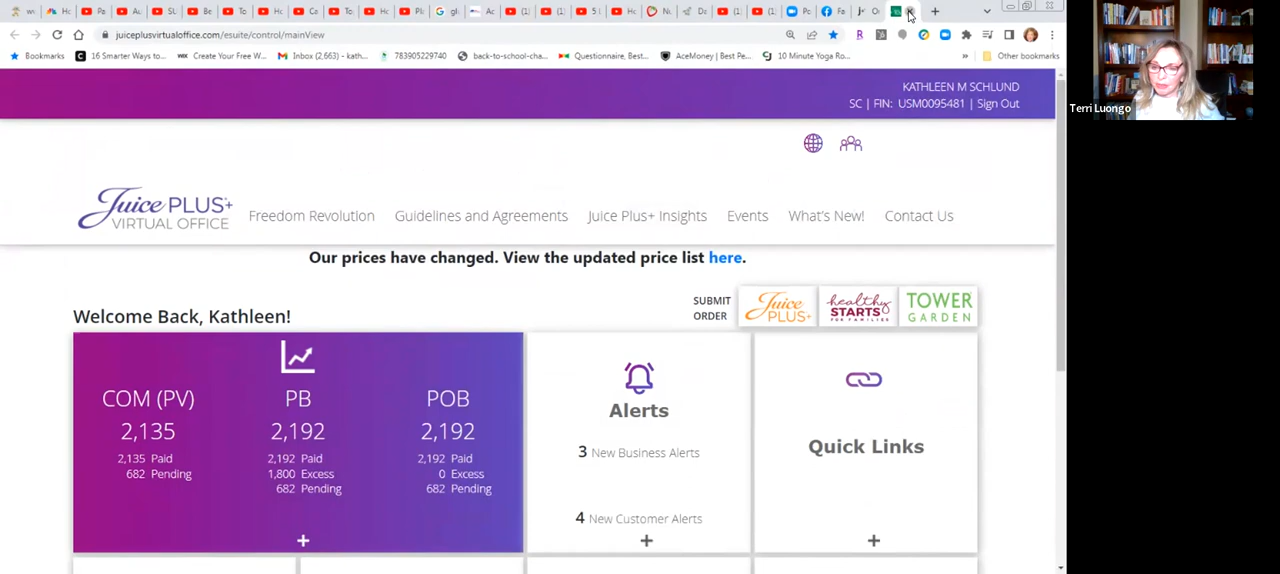 juiceplusvirtualoffice.com/esuite/control/mainView
Bookmarks
16 Smarter Ways to...
Create Your Free W...
Inbox (2,663) - kath...
783905229740
back-to-school-cha...
Questionnaire, Best...
AceMoney | Best Pe...
10 Minute Yoga Ro...
»
Other bookmarks
KATHLEEN M SCHLUND
SC | FIN: USM0095481 | Sign Out
Terri Luongo
Juice PLUS+
VIRTUAL OFFICE
Freedom Revolution
Guidelines and Agreements
Juice Plus+ Insights
Events
What's New!
Contact Us
Our prices have changed. View the updated price list here.
Welcome Back, Kathleen!
SUBMIT
ORDER
Juice
PLUS+
healthy
STARTS
FOR FAMILIES
TOWER
GARDEN
COM (PV)
2,135
2,135 Paid
682 Pending
PB
2,192
2,192 Paid
1,800 Excess
682 Pending
POB
2,192
2,192 Paid
0 Excess
682 Pending
+
Alerts
3 New Business Alerts
4 New Customer Alerts
+
Quick Links
+